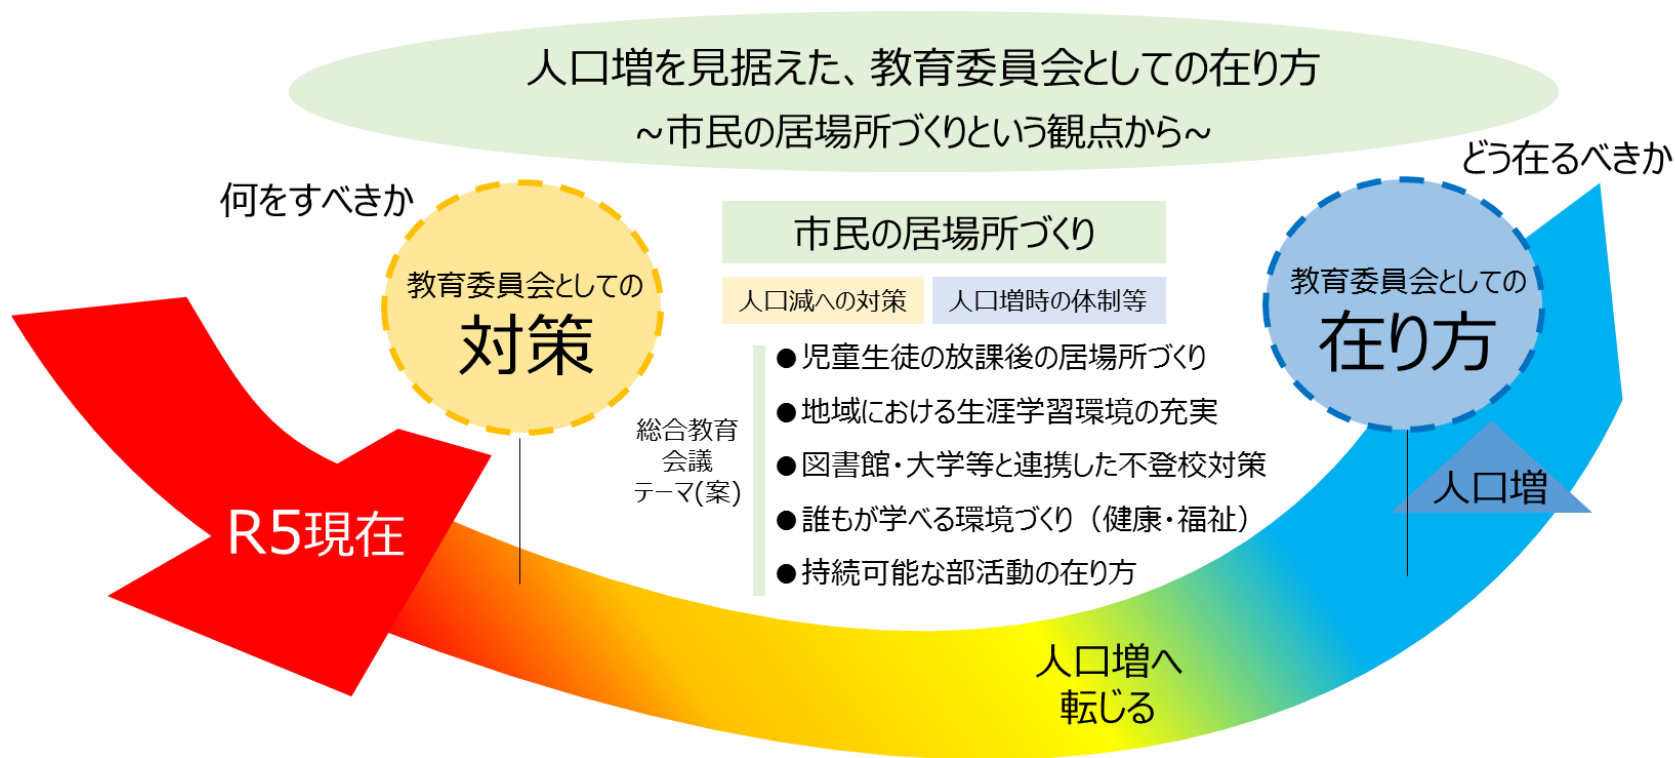 人口増を見据えた、教育委員会としての在り方
~市民の居場所づくりという観点から~
何をすべきか
どう在るべきか
教育委員会としての
対策
市民の居場所づくり
人口減への対策
人口増時の体制等
教育委員会としての
在り方
総合教育
会議
テーマ(案)
●児童生徒の放課後の居場所づくり
●地域における生涯学習環境の充実
●図書館・大学等と連携した不登校対策
●誰もが学べる環境づくり（健康・福祉）
●持続可能な部活動の在り方
R5現在
人口増
人口増へ
転じる